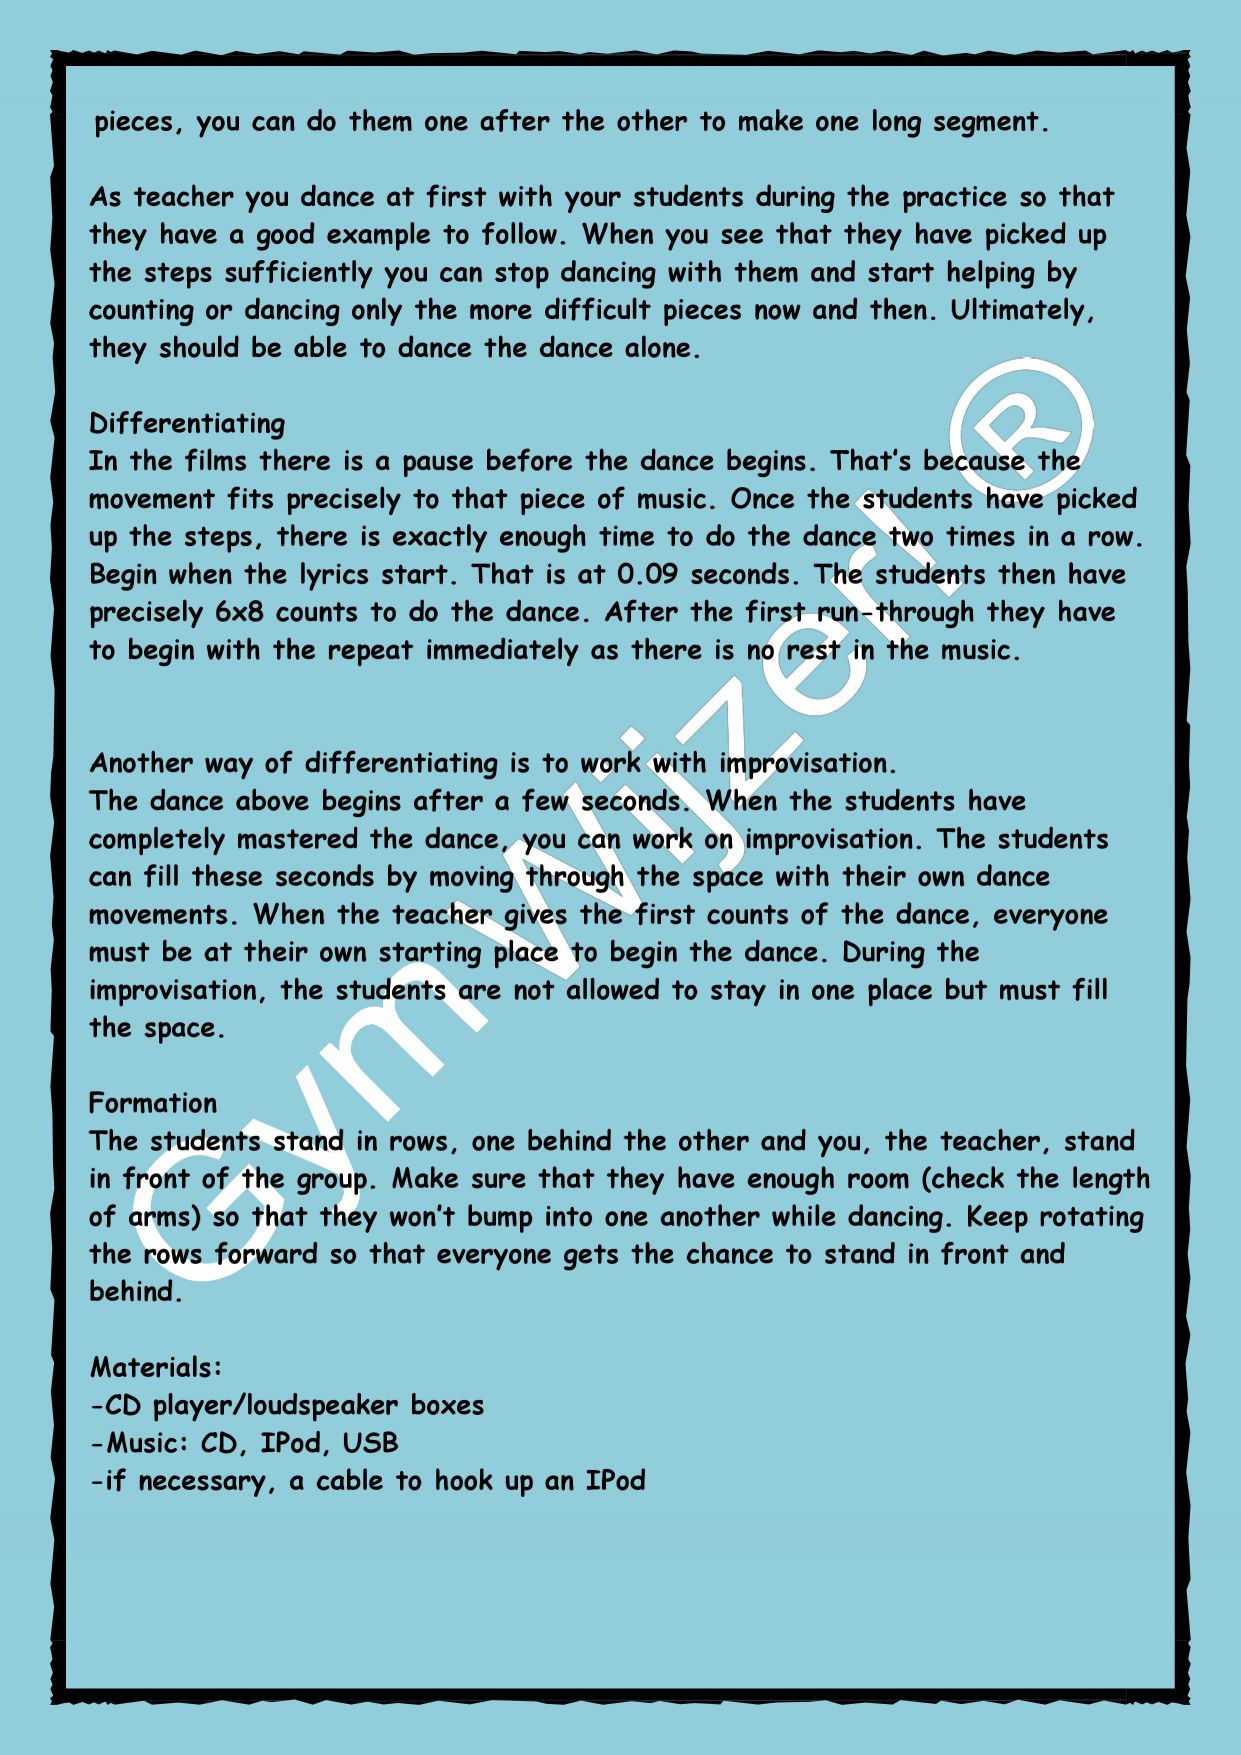 pieces, you can do them one after the other to make one long segment.
As teacher you dance at first with your students during the practice so that
they have a good example to follow. When you see that they have picked up
the steps sufficiently you can stop dancing with them and start helping by
counting or dancing only the more difficult pieces now and then. Ultimately,
they should be able to dance the dance alone.
Differentiating
In the films there is a pause before the dance begins. That's because the
movement fits precisely to that piece of music. Once the students have picked
up the steps, there is exactly enough time to do the dance two times in a row.
Begin when the lyrics start. That is at 0.09 seconds. The students then have
precisely 6x8 counts to do the dance. After the first run-through they have
to begin with the repeat immediately as there is no rest in the music.
Another way of differentiating is to work with improvisation.
The dance above begins after a few seconds. When the students have
completely mastered the dance, you can work on improvisation. The students
can fill these seconds by moving through the space with their own dance
movements. When the teacher gives the first counts of the dance, everyone
must be at their own starting place to begin the dance. During the
improvisation, the students are not allowed to stay in one place but must fill
the space.
Formation
The students stand in rows, one behind the other and you, the teacher, stand
in front of the group. Make sure that they have enough room (check the length
of arms) so that they won't bump into one another while dancing. Keep rotating
the rows forward so that everyone gets the chance to stand in front and
behind.
Materials:
-CD player/loudspeaker boxes
-Music: CD, IPod, USB
-if necessary, a cable to hook up an IPod
Gym Wijzer! ®